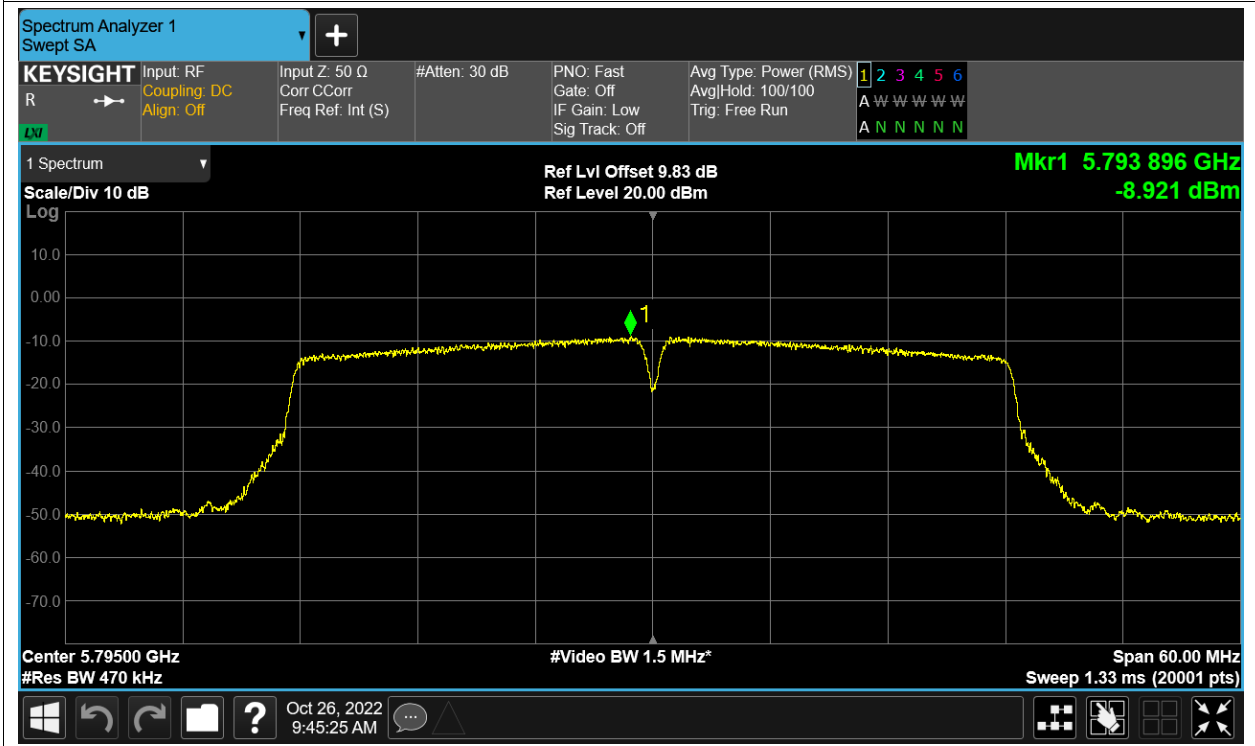 Spectrum Analyzer 1
Swept SA
+
KEYSIGHT
R
LXI
Input: RF
Coupling: DC
Align: Off
Input Z: 50 Ω
Corr CCorr
Freq Ref: Int (S)
#Atten: 30 dB
PNO: Fast
Gate: Off
IF Gain: Low
Sig Track: Off
Avg Type: Power (RMS)
Avg|Hold: 100/100
Trig: Free Run
1 2 3 4 5 6
A W W W W W
A N N N N N
1 Spectrum
Scale/Div 10 dB
Log
Ref Lvl Offset 9.83 dB
Ref Level 20.00 dBm
Mkr1 5.793 896 GHz
-8.921 dBm
10.0
0.00
-10.0
-20.0
-30.0
-40.0
-50.0
-60.0
-70.0
1
Center 5.79500 GHz
#Res BW 470 kHz
#Video BW 1.5 MHz*
Span 60.00 MHz
Sweep 1.33 ms (20001 pts)
?
Oct 26, 2022
9:45:25 AM